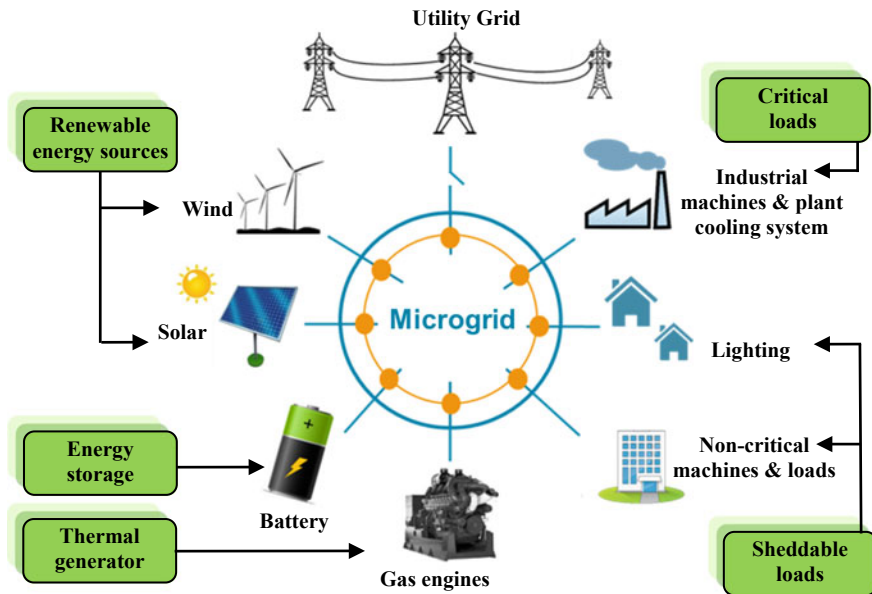 Utility Grid
Renewable
energy sources
Critical
loads
Wind
Industrial
machines & plant
cooling system
Microgrid
Solar
Lighting
Energy
storage
Non-critical
machines & loads
Battery
Thermal
generator
Gas engines
Sheddable
loads